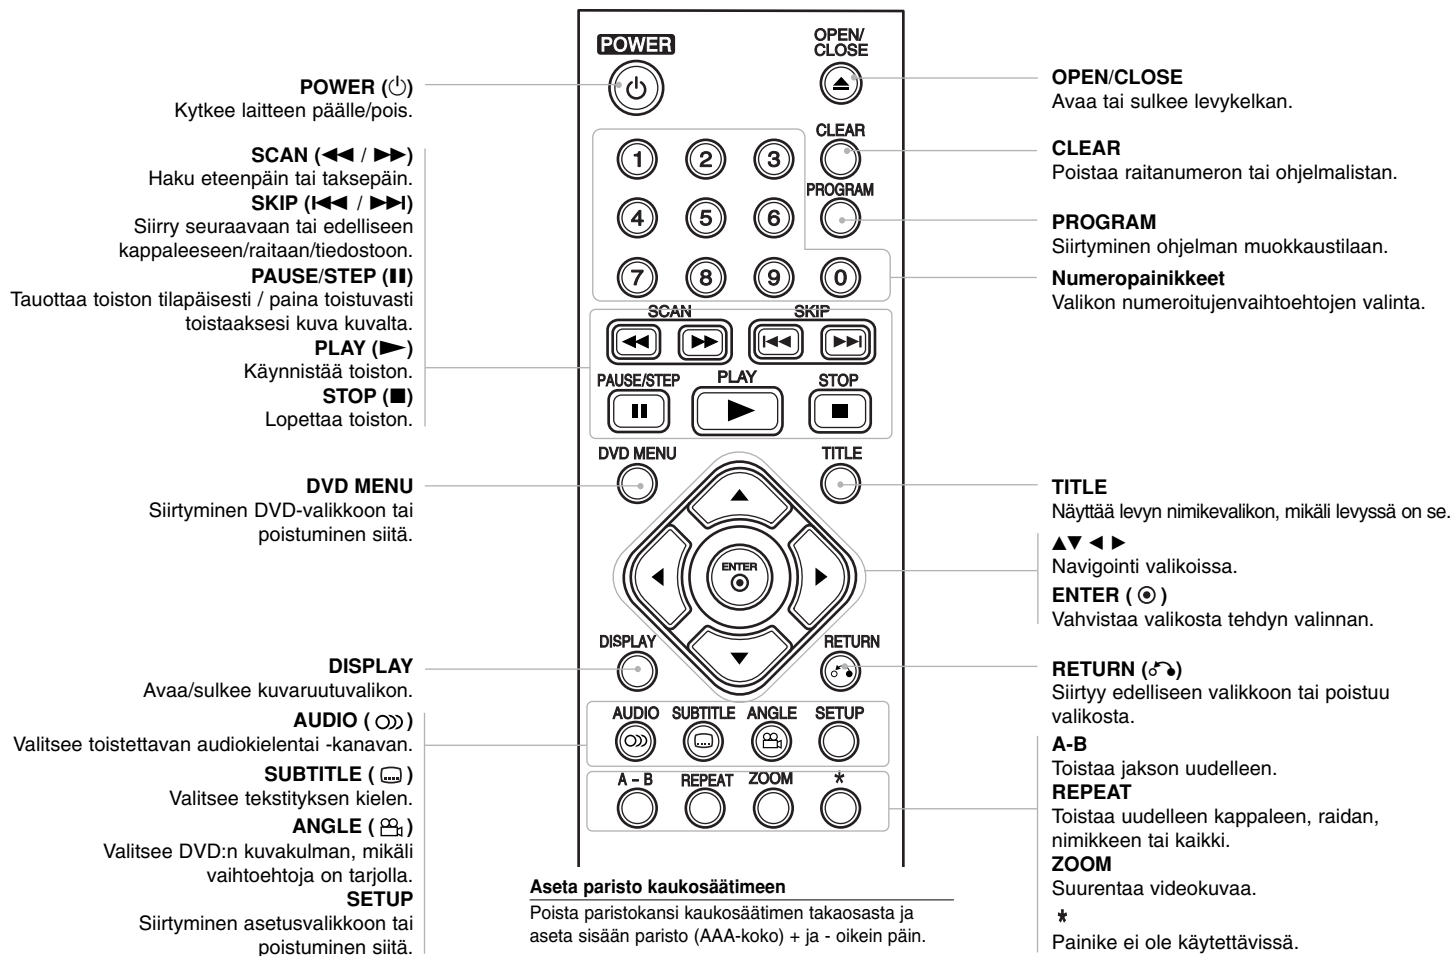 POWER (⏻)
Kytkee laitteen päälle/pois.
SCAN (◀◀ / ▶▶)
Haku eteenpäin tai taksepäin.
SKIP (I◀◀ / ▶▶I)
Siirry seuraavaan tai edelliseen
kappaleeseen/raitaan/tiedostoon
PAUSE/STEP (II)
Tauottaa toiston tilapäisesti / paina toistuvasti
toistaaksesi kuva kuvalta.
PLAY (▶)
Käynnistää toiston.
STOP (■)
Lopettaa toiston.
DVD MENU
Siirtyminen DVD-valikkoon tai
poistuminen siitä.
DISPLAY
Avaa/sulkee kuvaruutuvalikon.
AUDIO ( )
Valitsee toistettavan audiokielentai -kanavan.
SUBTITLE ( )
Valitsee tekstityksen kielen.
ANGLE ( )
Valitsee DVD:n kuvakulman, mikäli
vaihtoehtoja on tarjolla.
SETUP
Siirtyminen asetusvalikkoon tai
poistuminen siitä.
POWER
OPEN/
CLOSE
CLEAR
1 2 3
PROGRAM
4 5 6
7 8 9 0
SCAN SKIP
PAUSE/STEP PLAY STOP
DVD MENU TITLE
ENTER
DISPLAY RETURN
AUDIO SUBTITLE ANGLE SETUP
A – B REPEAT ZOOM *
Aseta paristo kaukosäätimeen
Poista paristokansi kaukosäätimen takaosasta ja
aseta sisään paristo (AAA-koko) + ja - oikein päin.
OPEN/CLOSE
Avaa tai sulkee levykelkan.
CLEAR
Poistaa raitanumeron tai ohjelmalistan.
PROGRAM
Siirtyminen ohjelman muokkaustilaan.
Numeropainikkeet
Valikon numeroitujenvaihtoehtojen valinta.
TITLE
Näyttää levyn nimikevalikon, mikäli levyssä on se.
▲▼ ◀ ▶
Navigointi valikoissa.
ENTER ( ◉ )
Vahvistaa valikosta tehdyn valinnan.
RETURN ( )
Siirtyy edelliseen valikkoon tai poistuu
valikosta.
A-B
Toistaa jakson uudelleen.
REPEAT
Toistaa uudelleen kappaleen, raidan,
nimikkeen tai kaikki.
ZOOM
Suurentaa videokuvaa.
*
Painike ei ole käytettävissä.